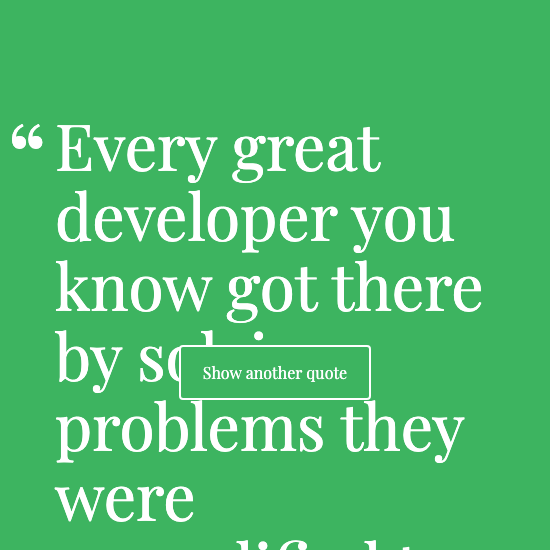 “Every great
developer you
know got there
by
Show another quote
problems they
were